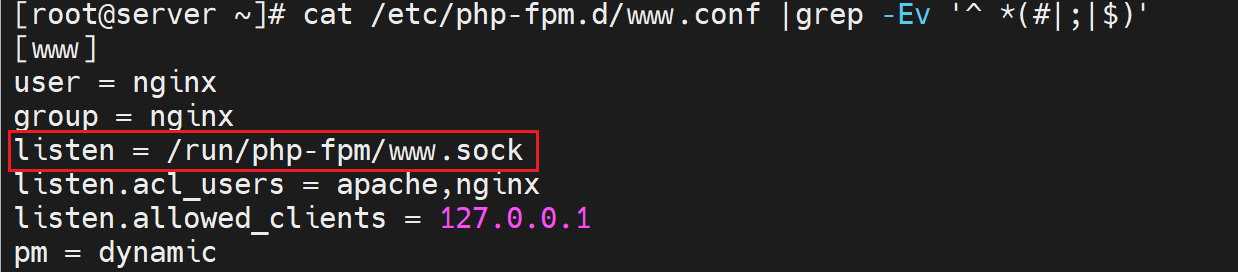 [root@server ~]# cat /etc/php-fpm.d/www.conf |grep -Ev '^ *(#|;|$)'
[www]
user = nginx
group = nginx
listen = /run/php-fpm/www.sock
listen.acl_users = apache,nginx
listen.allowed_clients = 127.0.0.1
pm = dynamic